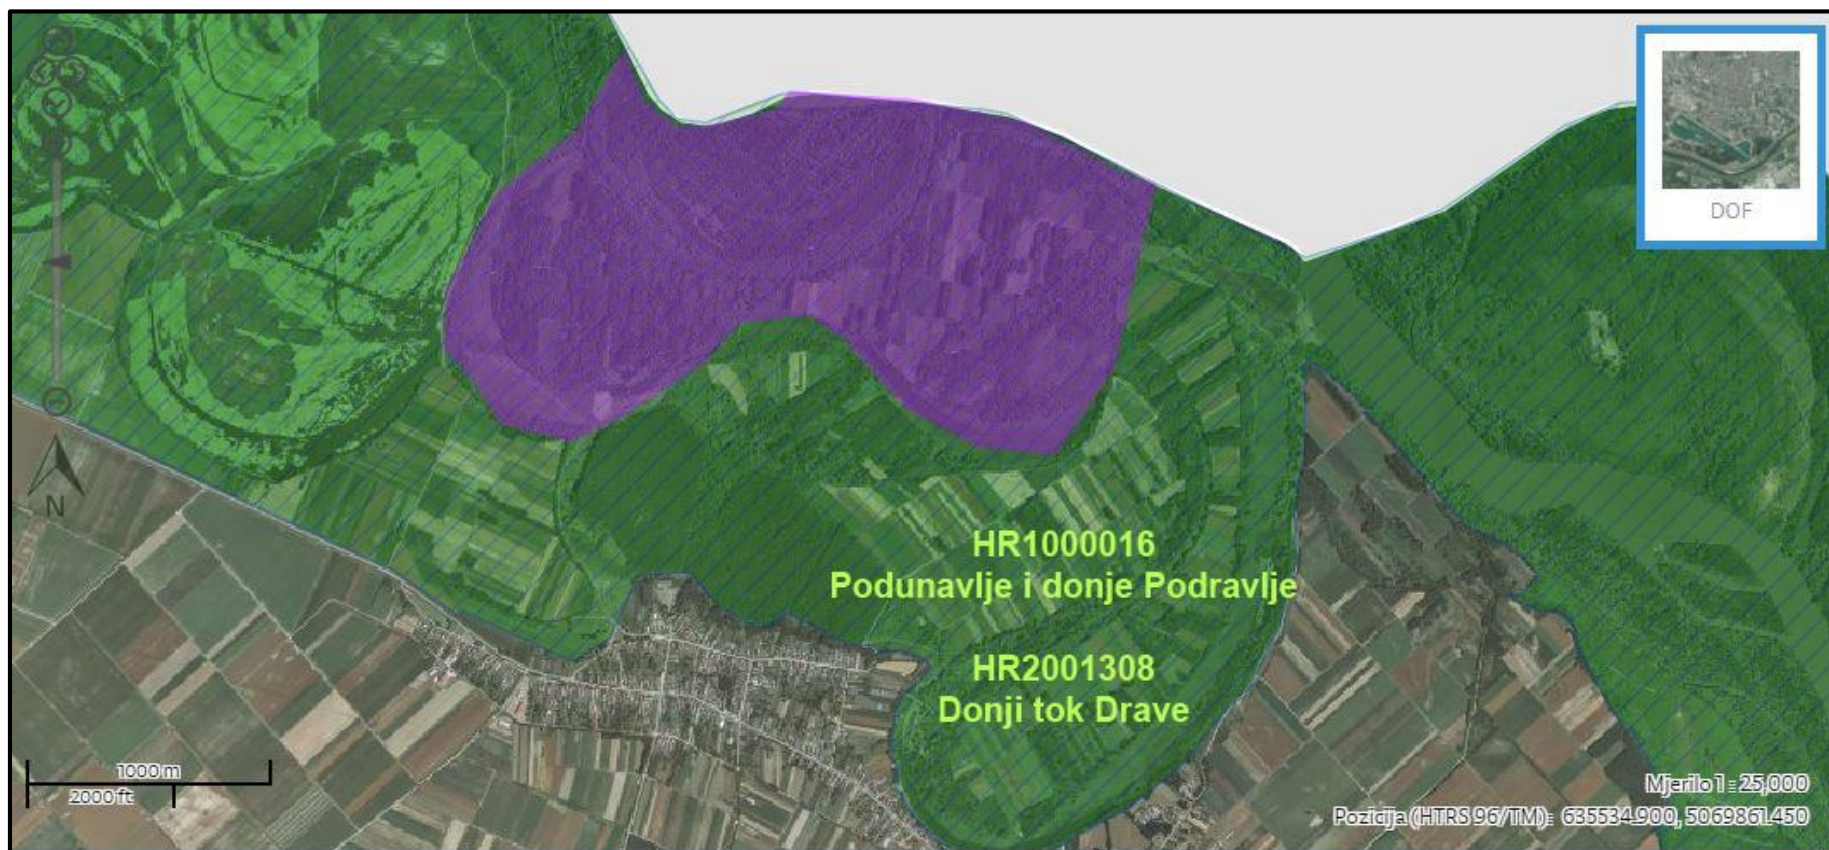 DOF
HR1000016
Podunavlje i donje Podravlje
HR2001308
Donji tok Drave
N
1000 m
2000 ft
Mjerilo 1 : 25,000
Pozicija (HTRS 96/TM): 635534.900, 5069861.450